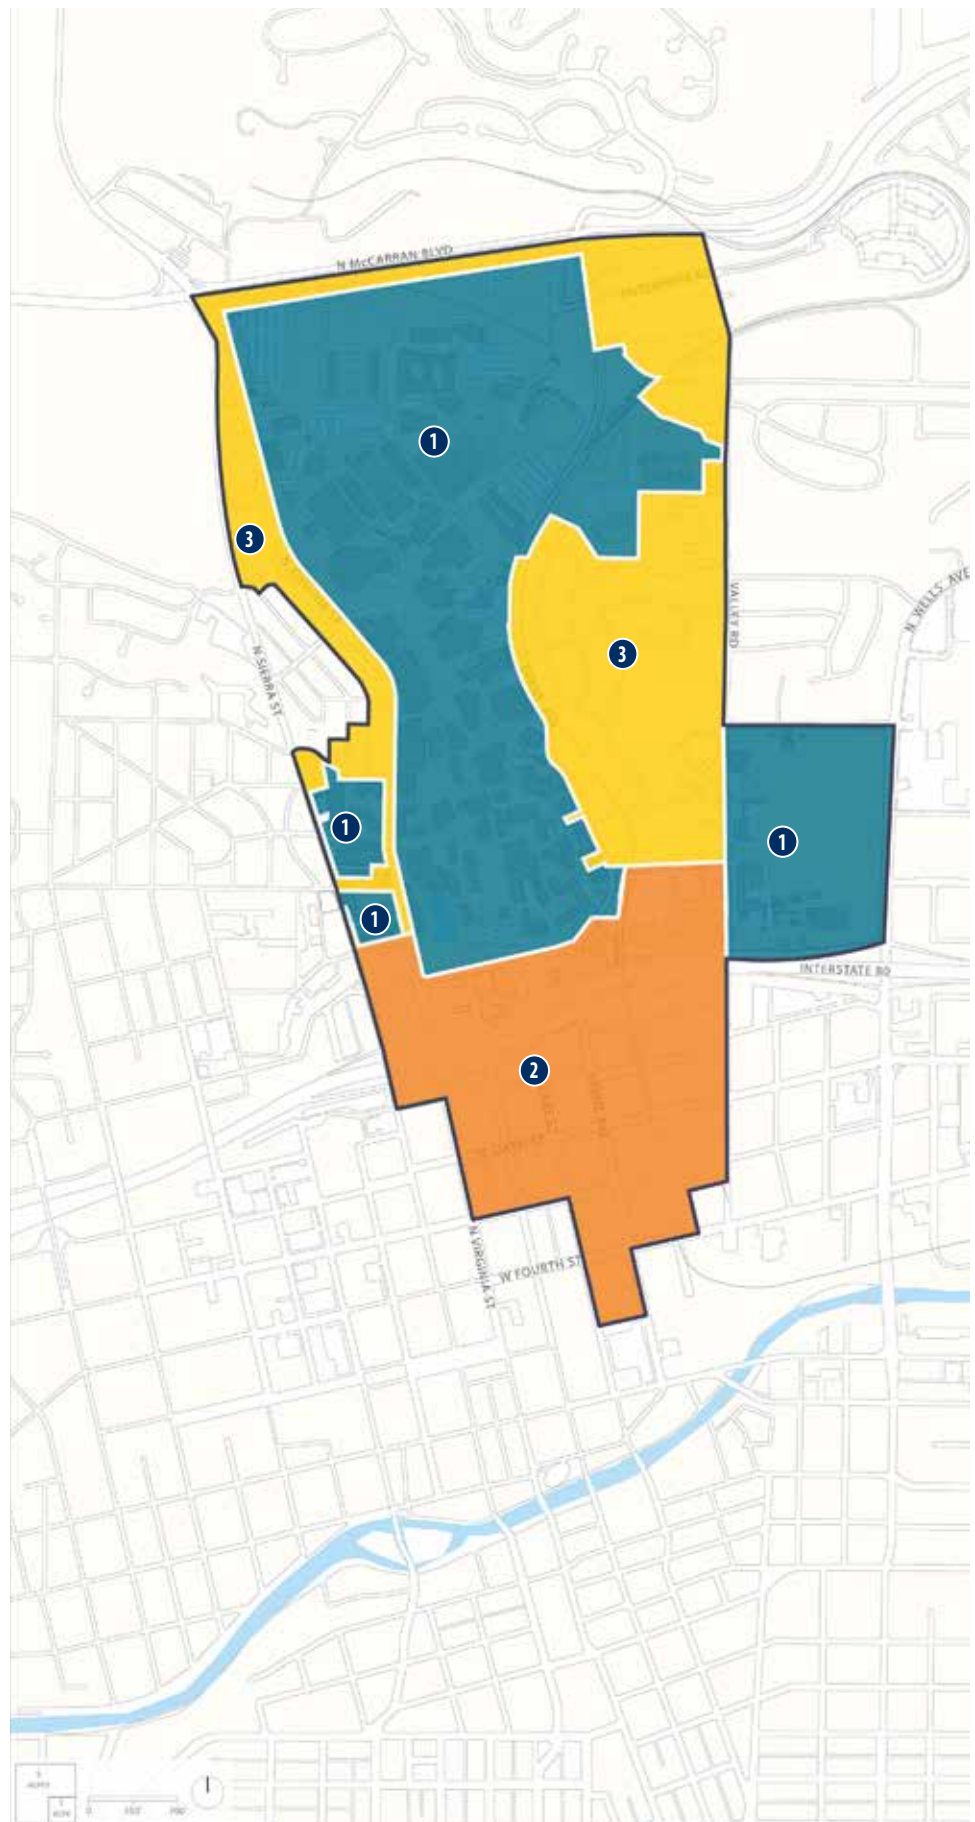 N McCARRAN BLVD
1
3
N SIERRA ST
VALLEY RD
N WELLS AVE
3
1
1
1
INTERSTATE 80
2
N VIRGINIA ST
W FOURTH ST